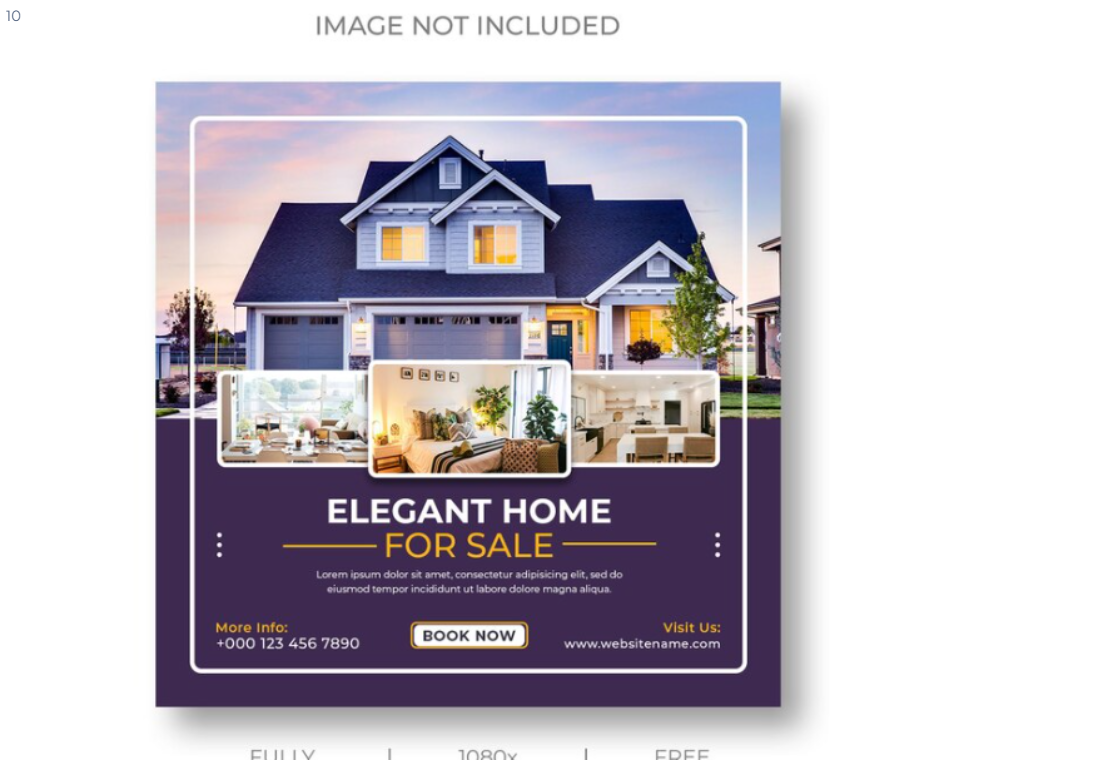 10
IMAGE NOT INCLUDED
ELEGANT HOME
FOR SALE
Lorem ipsum dolor sit amet, consectetur adipisicing elit, sed do
eiusmod tempor incididunt ut labore dolore magna aliqua.
More Info:
+000 123 456 7890
BOOK NOW
Visit Us:
www.websitename.com
FULLY | 1080x | FREE